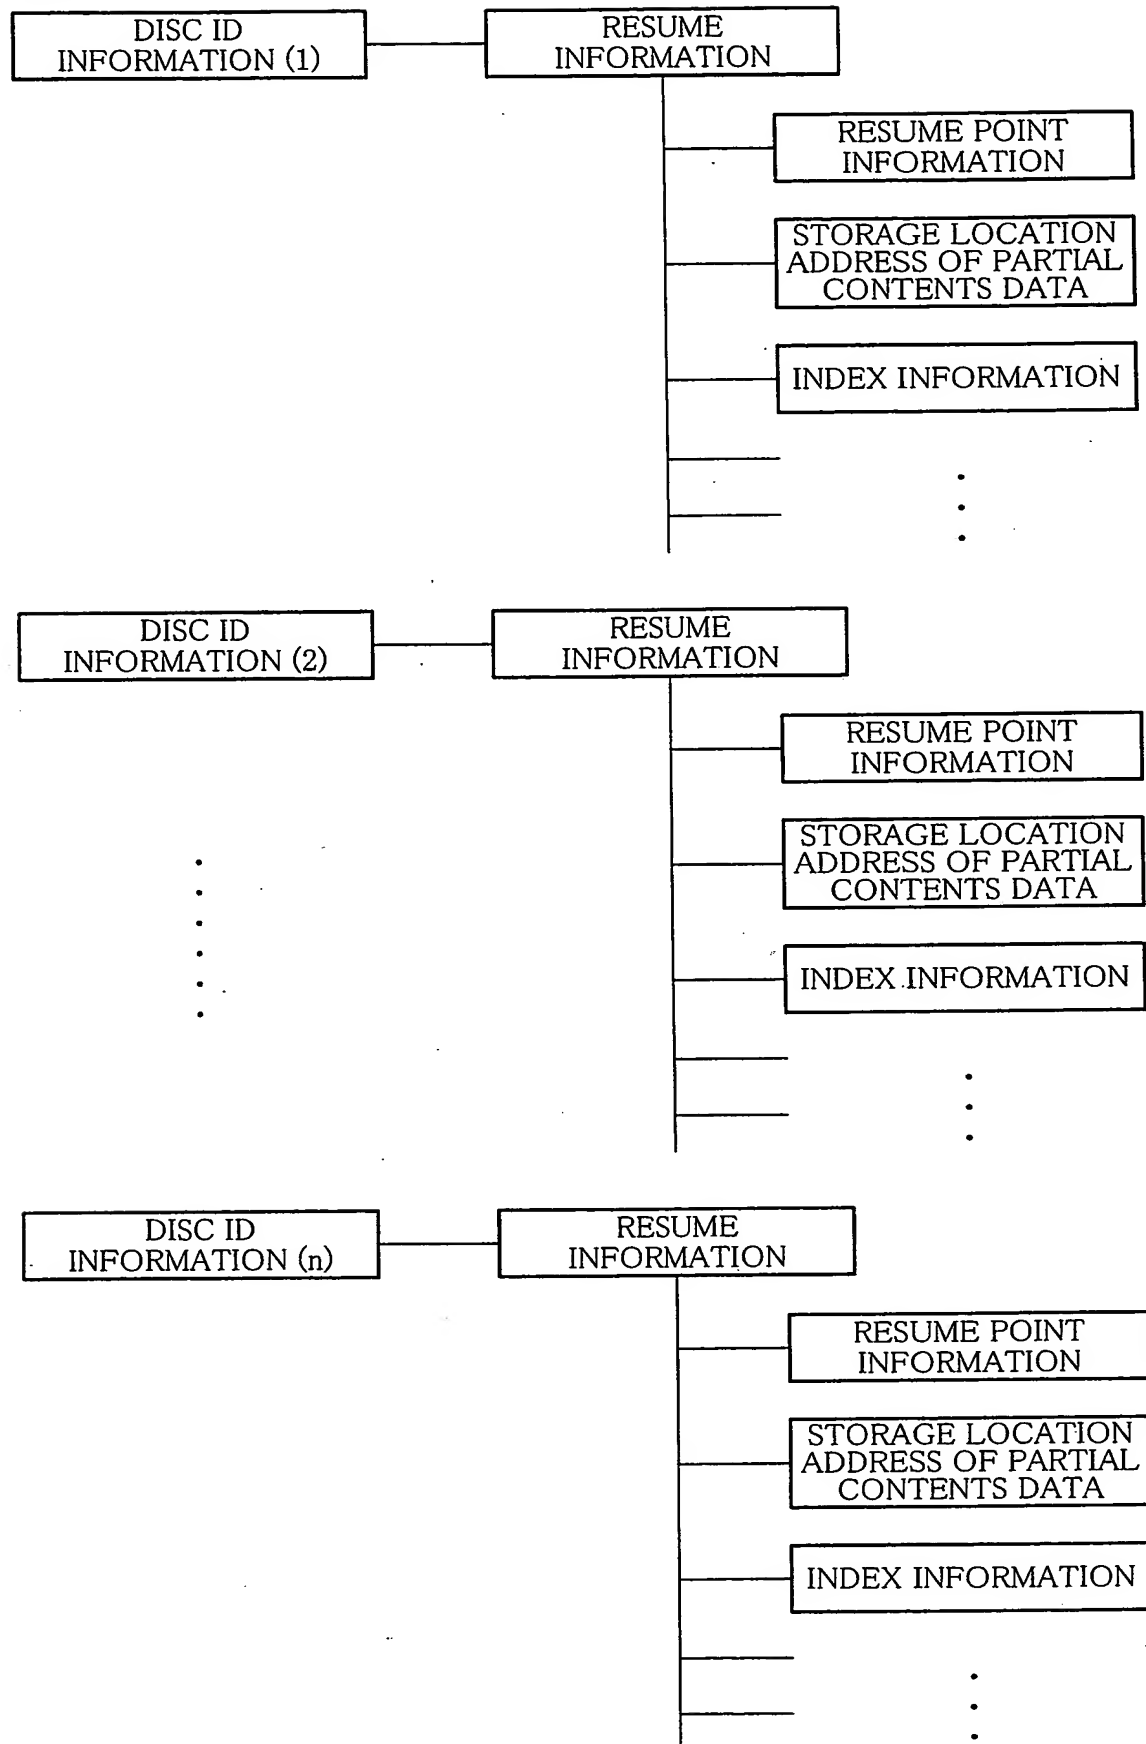 DISC ID
INFORMATION (1)
RESUME
INFORMATION
RESUME POINT
INFORMATION
STORAGE LOCATION
ADDRESS OF PARTIAL
CONTENTS DATA
INDEX INFORMATION
DISC ID
INFORMATION (2)
RESUME
INFORMATION
RESUME POINT
INFORMATION
STORAGE LOCATION
ADDRESS OF PARTIAL
CONTENTS DATA
INDEX INFORMATION
DISC ID
INFORMATION (n)
RESUME
INFORMATION
RESUME POINT
INFORMATION
STORAGE LOCATION
ADDRESS OF PARTIAL
CONTENTS DATA
INDEX INFORMATION